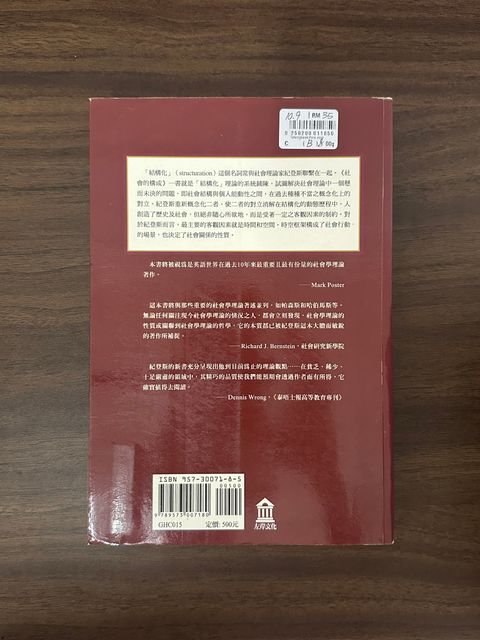 10.9 1RM 35
9789573007180
「結構化」(structuration)這個名詞常與社會理論家紀登斯聯繫在一起,《社
會的構成》一書就是「結構化」理論的系統鋪陳,試圖解決社會理論中一個懸
而未決的問題,即社會結構與個人能動性之間,在過去種種不當之概念化上的
對立。紀登斯重新概念化二者,使二者的對立消解在結構化的動態歷程中,人
創造了歷史及社會,但絕非隨心所欲地,而是受著一定之客觀因素的制約。對
於紀登斯而言,最主要的客觀因素就是時間和空間,時空框架構成了社會行動
的場景,也決定了社會關係的性質。
本書將被視為是英語世界在過去10年來最重要且最有份量的社會學理論
著作。
——Mark Poster
這本書將與那些重要的社會學理論著述並列,如帕森斯和哈伯馬斯等。
無論任何關注現今社會學理論的情況之人,都會立刻發現,社會學理論的
性質或關聯到社會學理論的哲學,它的本質都已被紀登斯這本大膽而敏銳
的著作所捕捉。
——Richard J. Bernstein,社會研究新學院
紀登斯的新書充分呈現出他到目前為止的理論觀點……在貧乏、稀少、
十足嚴肅的領域中,其精巧的品質使我們能預期會透過作者而有所得,它
確實值得去閱讀。
——Dennis Wrong,《泰晤士報高等教育專刊》
ISBN 957-30071-8-5
00500
9 789573 007180
GHC015
定價:500元
左岸文化